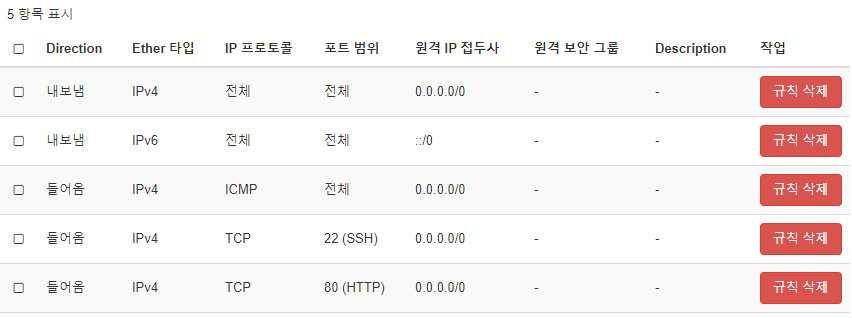 5 항목 표시
Direction Ether 타입 IP 프로토콜 포트 범위 원격 IP 접두사 원격 보안 그룹 Description 작업
내보냄 IPv4 전체 전체 0.0.0.0/0 - - 규칙 삭제
내보냄 IPv6 전체 전체 ::/0 - - 규칙 삭제
들어옴 IPv4 ICMP 전체 0.0.0.0/0 - - 규칙 삭제
들어옴 IPv4 TCP 22 (SSH) 0.0.0.0/0 - - 규칙 삭제
들어옴 IPv4 TCP 80 (HTTP) 0.0.0.0/0 - - 규칙 삭제